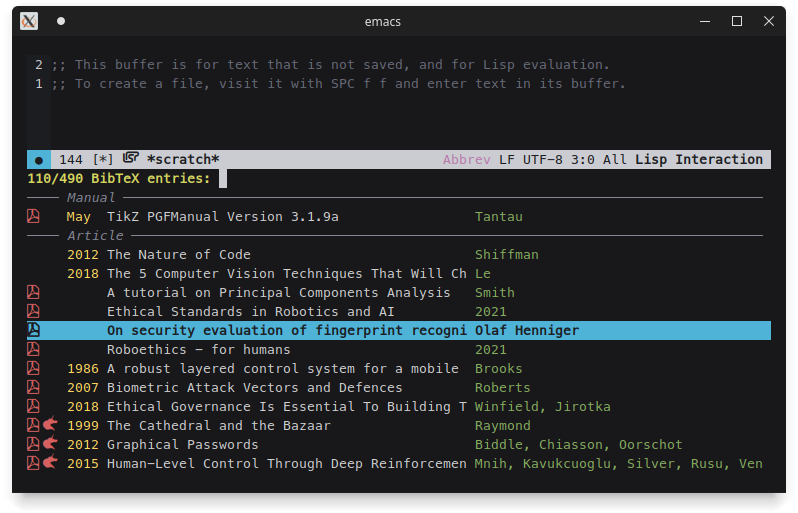 emacs
2 ;; This buffer is for text that is not saved, and for Lisp evaluation.
1 ;; To create a file, visit it with SPC f f and enter text in its buffer.
144 [*] *scratch* Abbrev LF UTF-8 3:0 All Lisp Interaction
110/490 BibTeX entries:
Manual
May TikZ PGFManual Version 3.1.9a Tantau
Article
2012 The Nature of Code Shiffman
2018 The 5 Computer Vision Techniques That Will Ch Le
A tutorial on Principal Components Analysis Smith
Ethical Standards in Robotics and AI 2021
On security evaluation of fingerprint recogni Olaf Henniger
Roboethics - for humans 2021
1986 A robust layered control system for a mobile Brooks
2007 Biometric Attack Vectors and Defences Roberts
2018 Ethical Governance Is Essential To Building T Winfield, Jirotka
1999 The Cathedral and the Bazaar Raymond
2012 Graphical Passwords Biddle, Chiasson, Oorschot
2015 Human-Level Control Through Deep Reinforcemen Mnih, Kavukcuoglu, Silver, Rusu, Ven